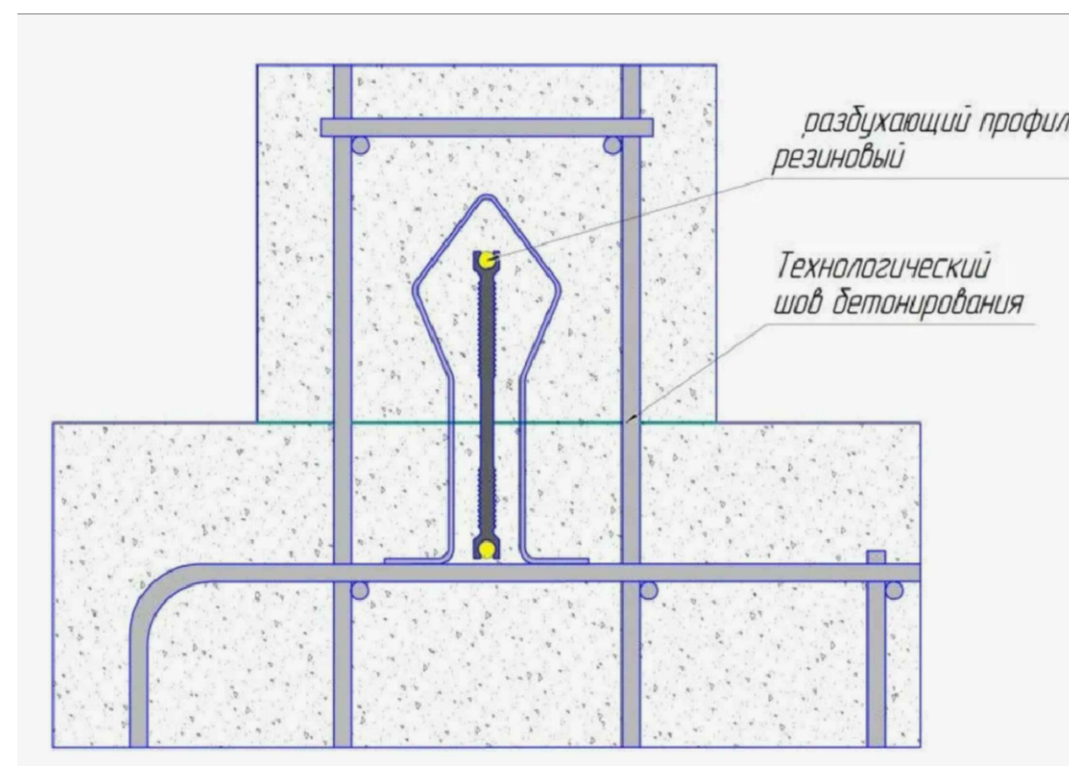 разбухающий профил
резиновый
Технологический
шов бетонирования